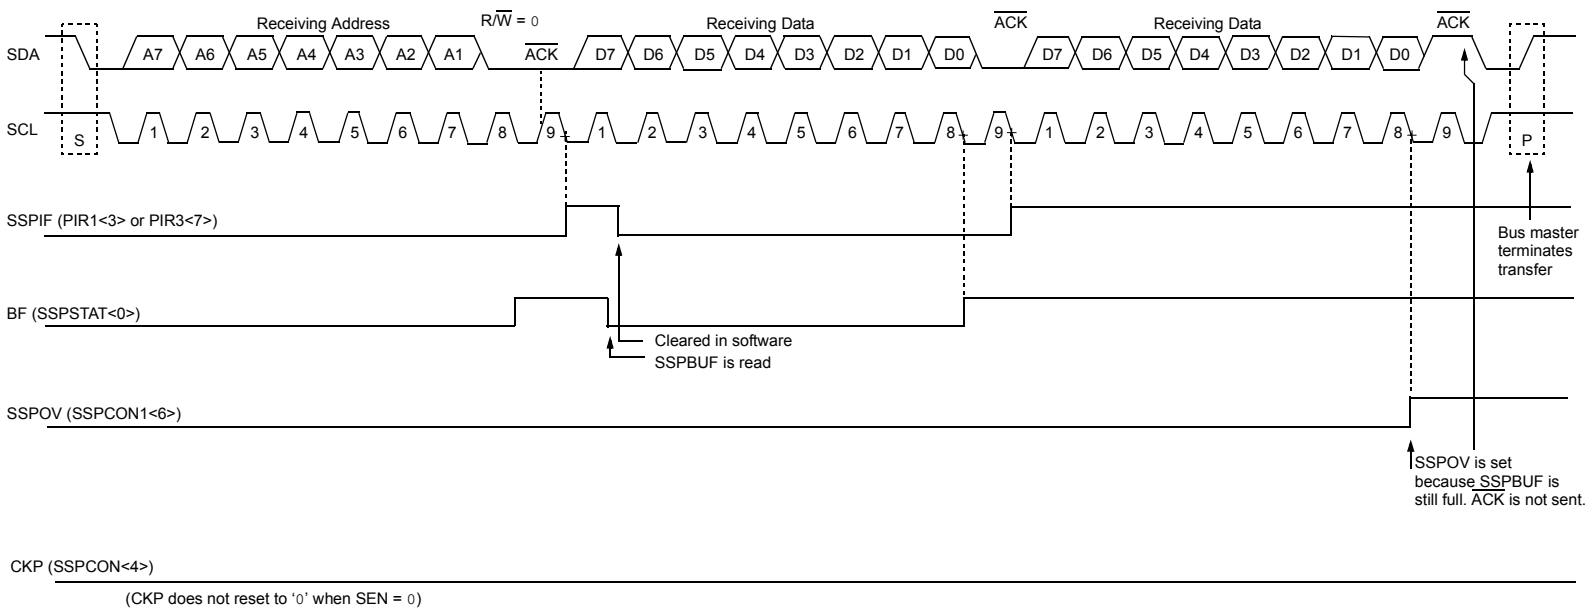 Receiving Address
R/W = 0
Receiving Data
ACK
Receiving Data
ACK
SDA
A7 A6 A5 A4 A3 A2 A1 ACK D7 D6 D5 D4 D3 D2 D1 D0 D7 D6 D5 D4 D3 D2 D1 D0
SCL
S 1 2 3 4 5 6 7 8 9 1 2 3 4 5 6 7 8 9 1 2 3 4 5 6 7 8 9 P
SSPIF (PIR1<3> or PIR3<7>)
Bus master
terminates
transfer
BF (SSPSTAT<0>)
Cleared in software
SSPBUF is read
SSPOV (SSPCON1<6>)
SSPOV is set
because SSPBUF is
still full. ACK is not sent.
CKP (SSPCON<4>)
(CKP does not reset to ‘0’ when SEN = 0)